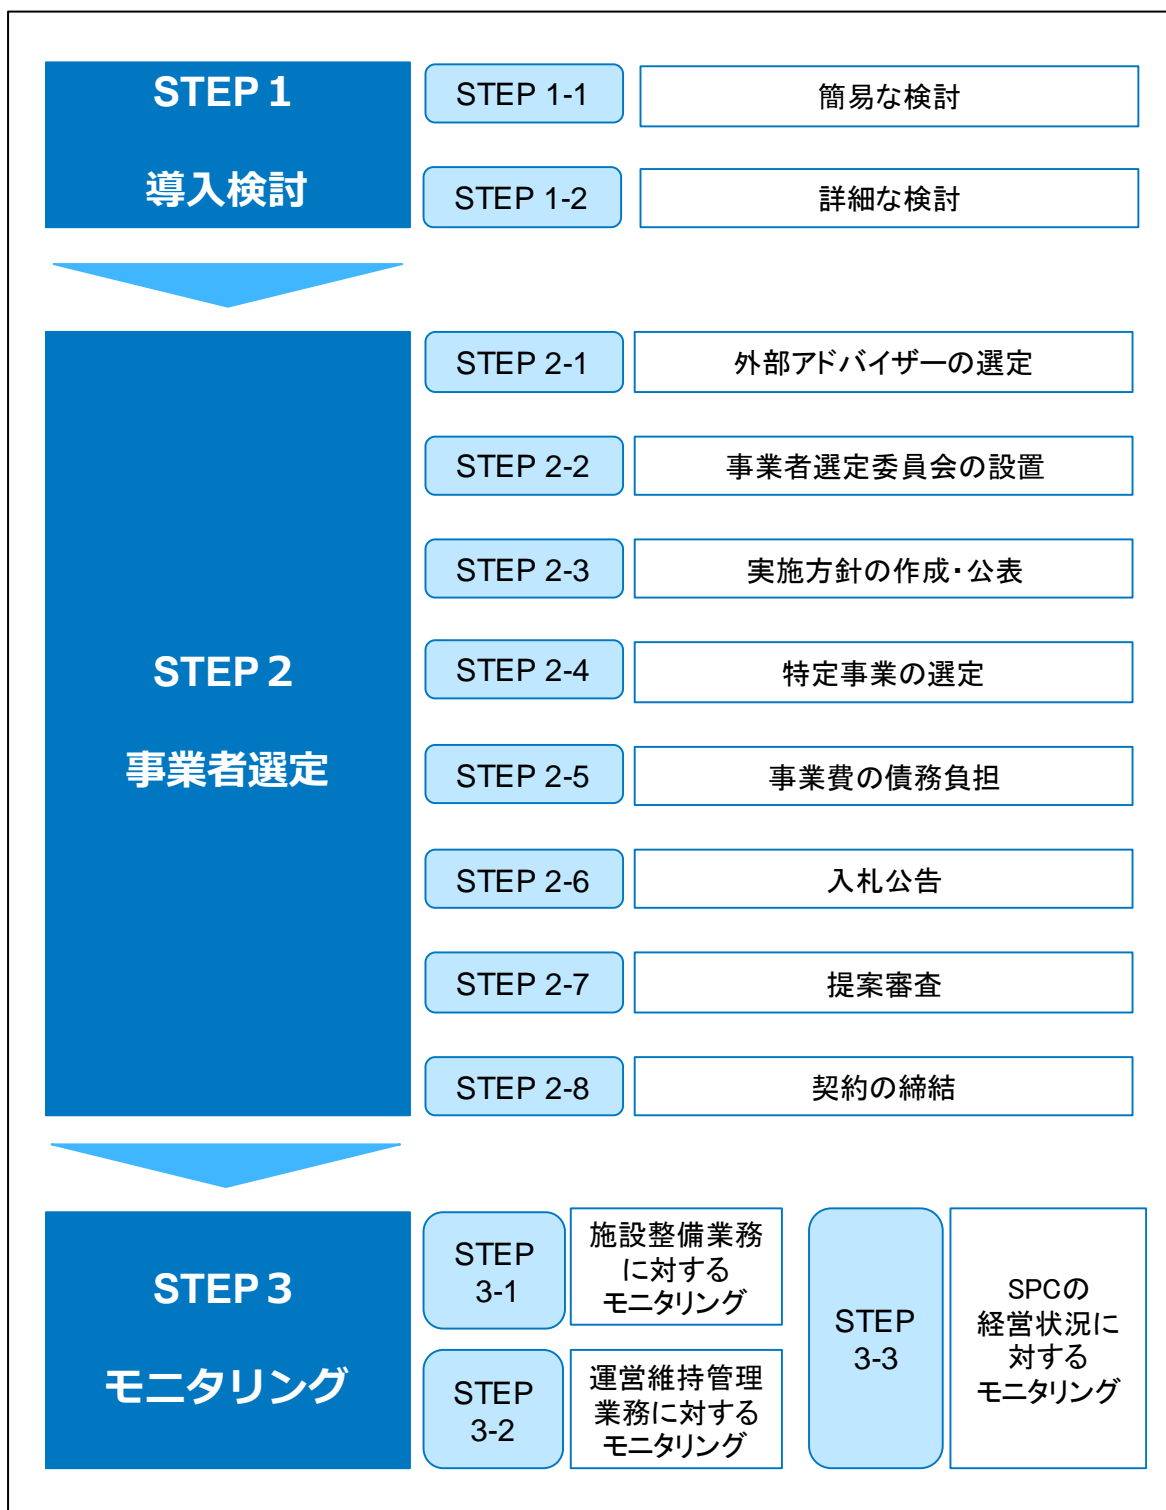 STEP 1
導入検討
STEP 1-1
簡易な検討
STEP 1-2
詳細な検討
STEP 2
事業者選定
STEP 2-1
外部アドバイザーの選定
STEP 2-2
事業者選定委員会の設置
STEP 2-3
実施方針の作成・公表
STEP 2-4
特定事業の選定
STEP 2-5
事業費の債務負担
STEP 2-6
入札公告
STEP 2-7
提案審査
STEP 2-8
契約の締結
STEP 3
モニタリング
STEP
3-1
施設整備業務
に対する
モニタリング
STEP
3-2
運営維持管理
業務に対する
モニタリング
STEP
3-3
SPCの
経営状況に
対する
モニタリング